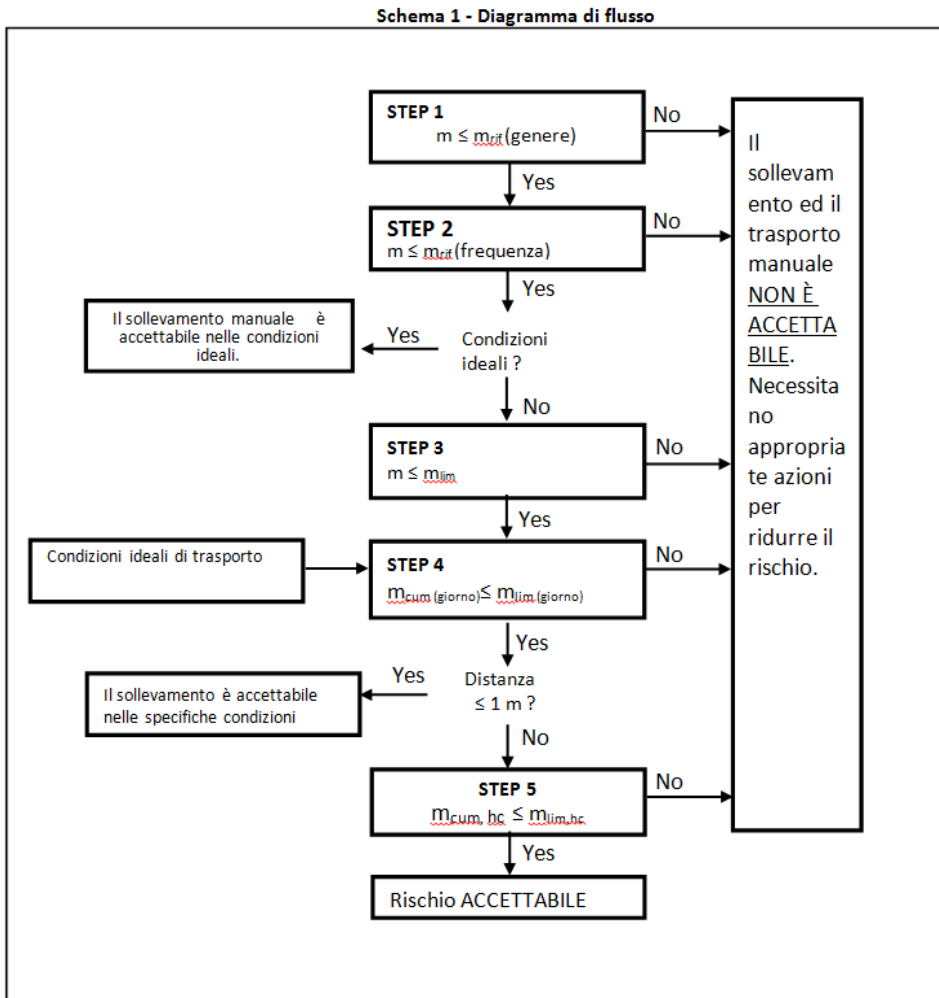 Schema 1 - Diagramma di flusso
STEP 1
m ≤ mrif(genere)
No
Yes
STEP 2
m ≤ mrif(frequenza)
No
Yes
Il sollevamento manuale è
accettabile nelle condizioni
ideali.
Yes
Condizioni
ideali ?
No
STEP 3
m ≤ mlim
No
Yes
Condizioni ideali di trasporto
STEP 4
mcum (giorno)≤ mlim (giorno)
No
Yes
Il sollevamento è accettabile
nelle specifiche condizioni
Yes
Distanza
≤ 1 m ?
No
STEP 5
mcum, hc ≤ mlim,hc
No
Yes
Rischio ACCETTABILE
Il
sollevam
ento ed il
trasporto
manuale
NON È
ACCETTA
BILE.
Necessita
no
appropria
te azioni
per
ridurre il
rischio.